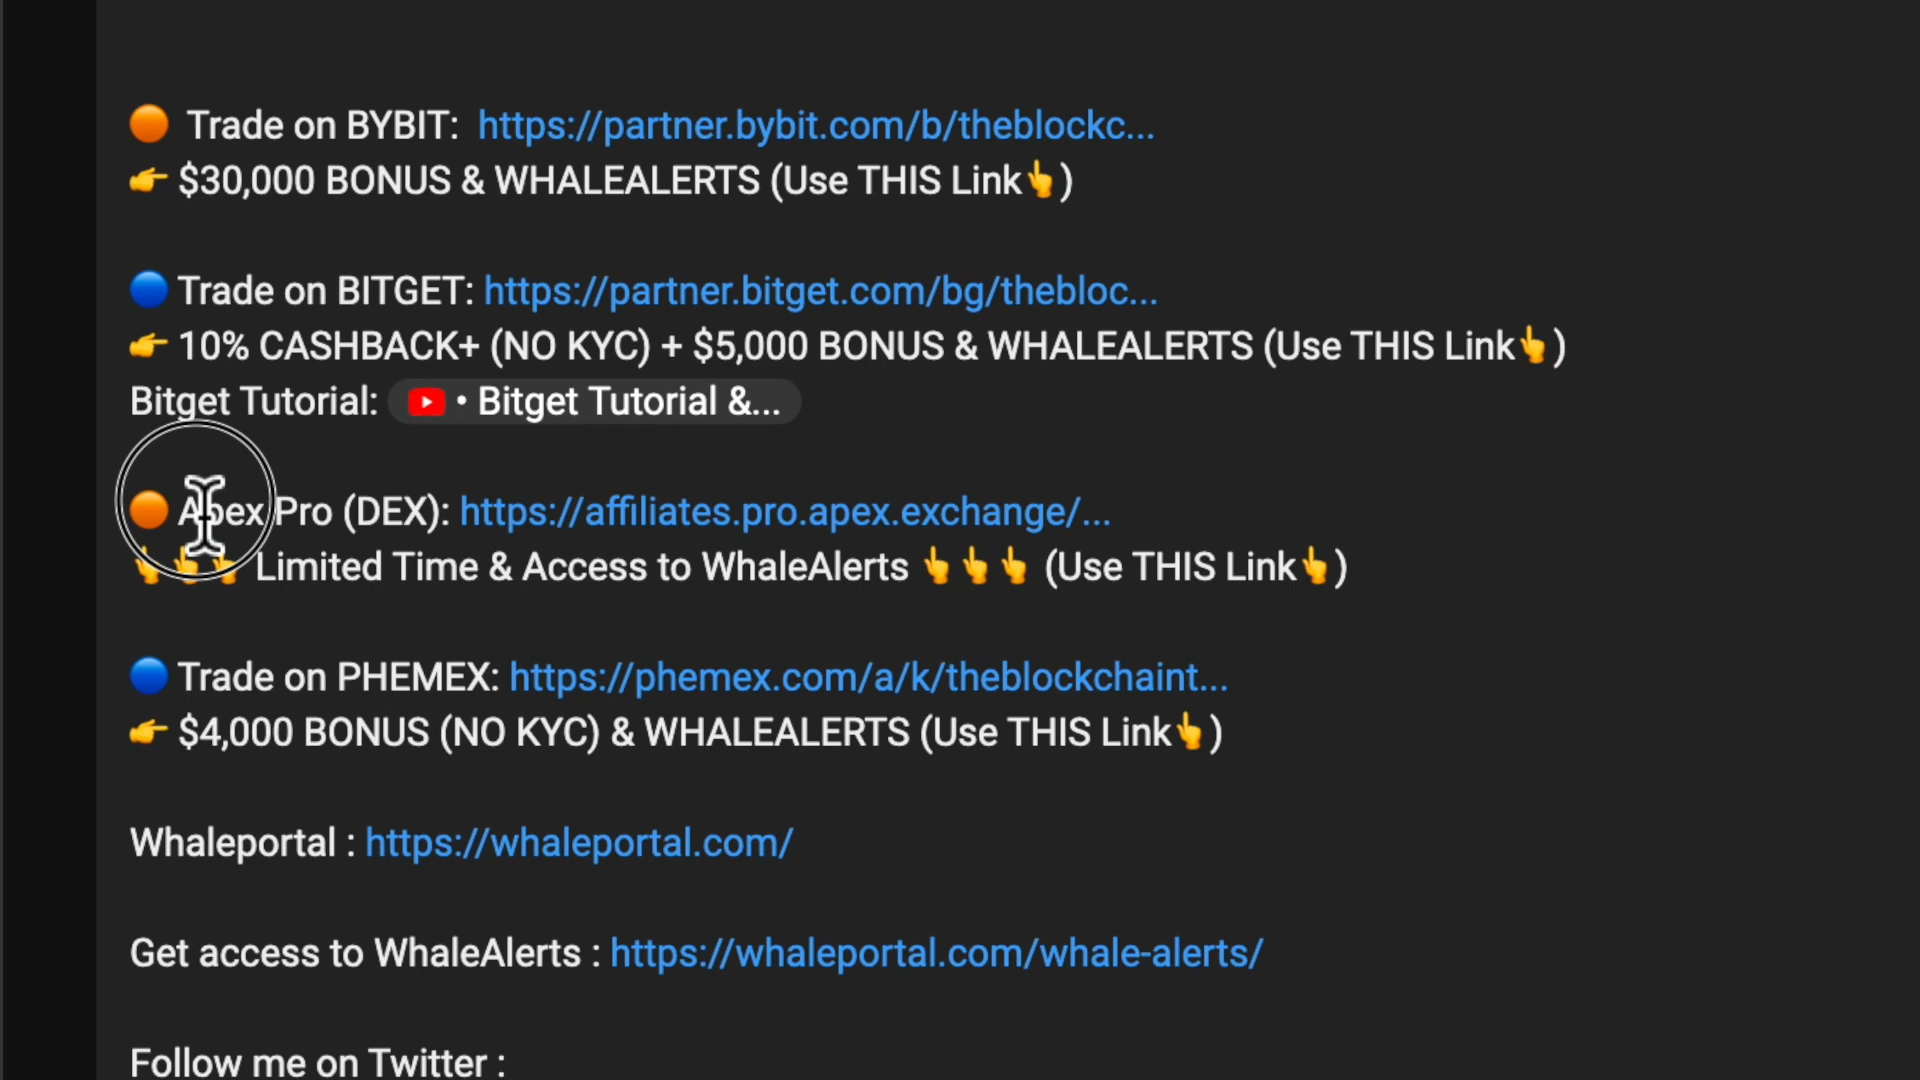 🟠 Trade on BYBIT: https://partner.bybit.com/b/theblockc...
👉 $30,000 BONUS & WHALEALERTS (Use THIS Link👆)
🔵 Trade on BITGET: https://partner.bitget.com/bg/thebloc...
👉 10% CASHBACK+ (NO KYC) + $5,000 BONUS & WHALEALERTS (Use THIS Link👆)
Bitget Tutorial: • Bitget Tutorial &...
🟠 Apex Pro (DEX): https://affiliates.pro.apex.exchange/...
👆👆👆 Limited Time & Access to WhaleAlerts 👆👆👆 (Use THIS Link👆)
🔵 Trade on PHEMEX: https://phemex.com/a/k/theblockchaint...
👉 $4,000 BONUS (NO KYC) & WHALEALERTS (Use THIS Link👆)
Whaleportal : https://whaleportal.com/
Get access to WhaleAlerts : https://whaleportal.com/whale-alerts/
Follow me on Twitter :